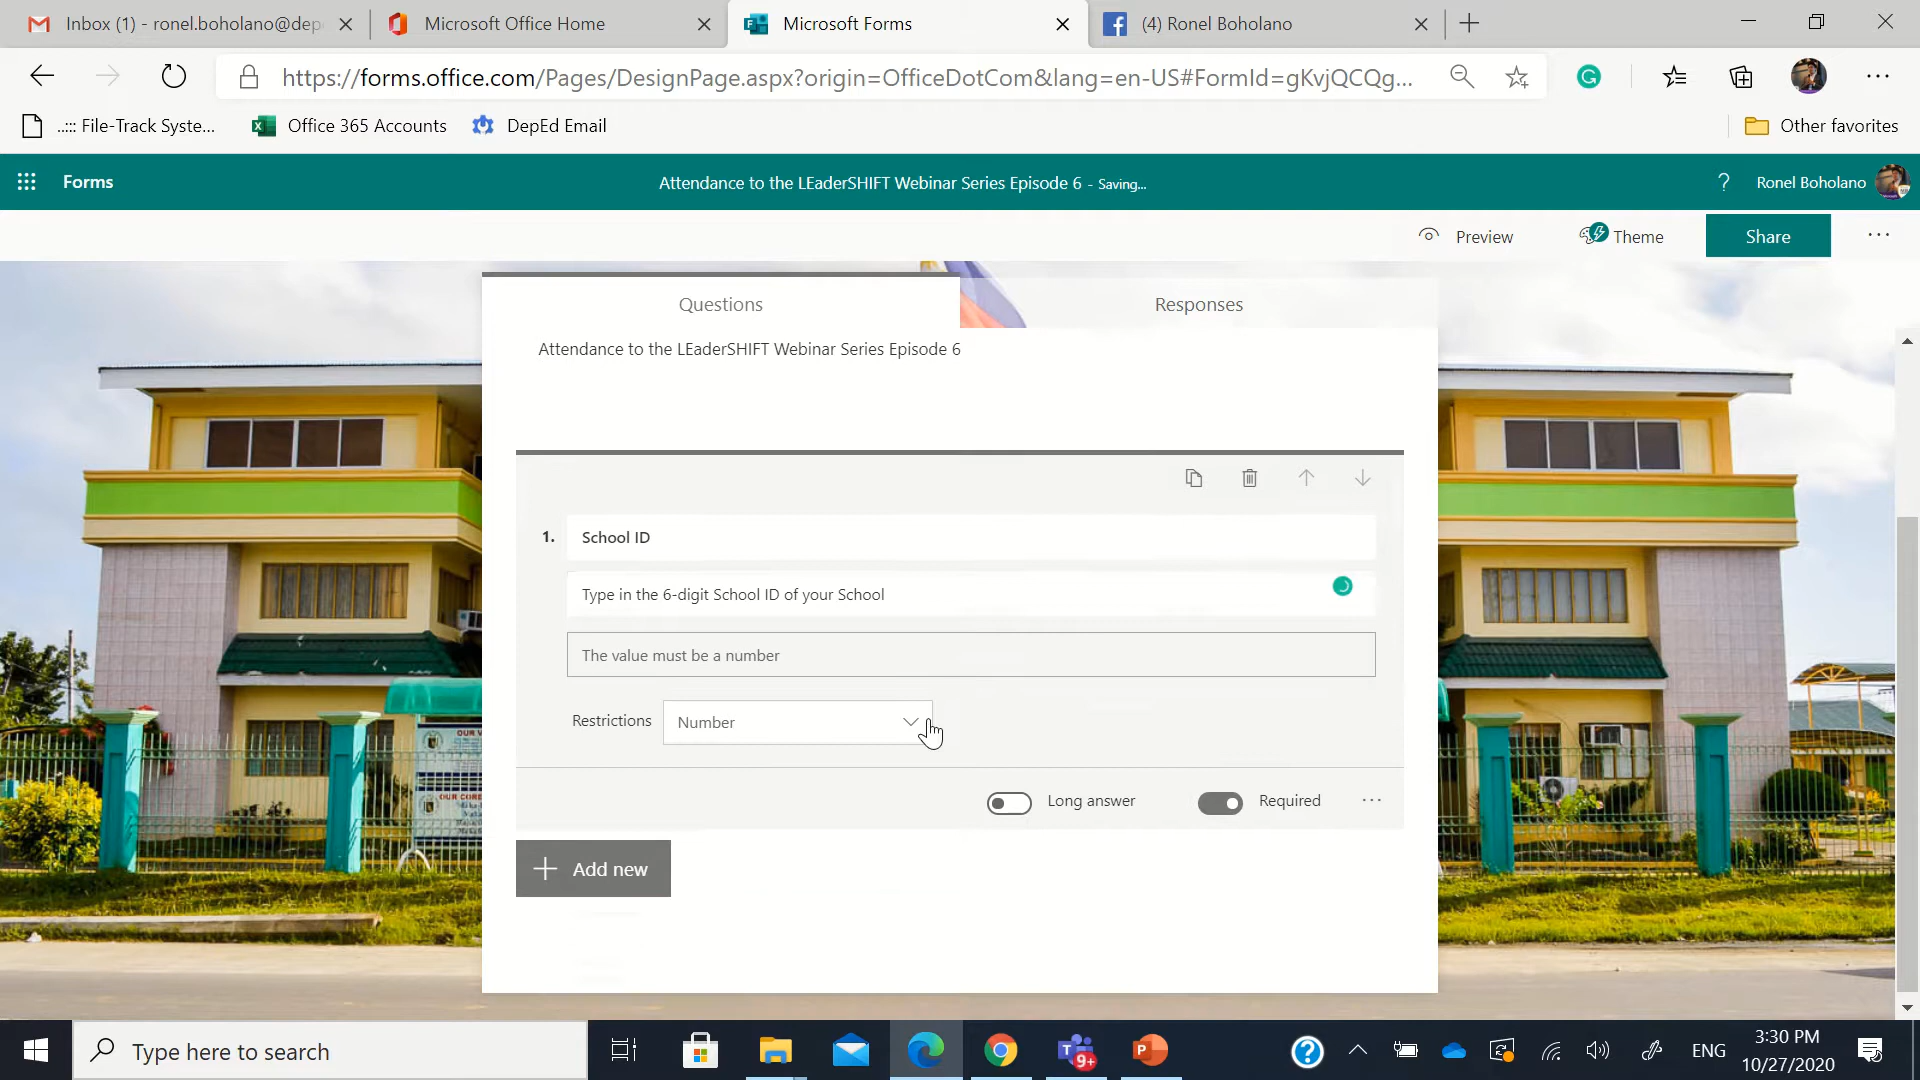 Inbox (1) - ronel.boholano@dep
Microsoft Office Home
Microsoft Forms
(4) Ronel Boholano
https://forms.office.com/Pages/DesignPage.aspx?origin=OfficeDotCom&lang=en-US#FormId=gKvjQCQg...
..::: File-Track Syste...
Office 365 Accounts
DepEd Email
Other favorites
Forms
Attendance to the LEaderSHIFT Webinar Series Episode 6 - Saving...
?
Ronel Boholano
Preview
Theme
Share
Questions
Responses
Attendance to the LEaderSHIFT Webinar Series Episode 6
1.
School ID
Type in the 6-digit School ID of your School
The value must be a number
Restrictions
Number
Long answer
Required
Add new
Type here to search
9+
ENG
3:30 PM
10/27/2020